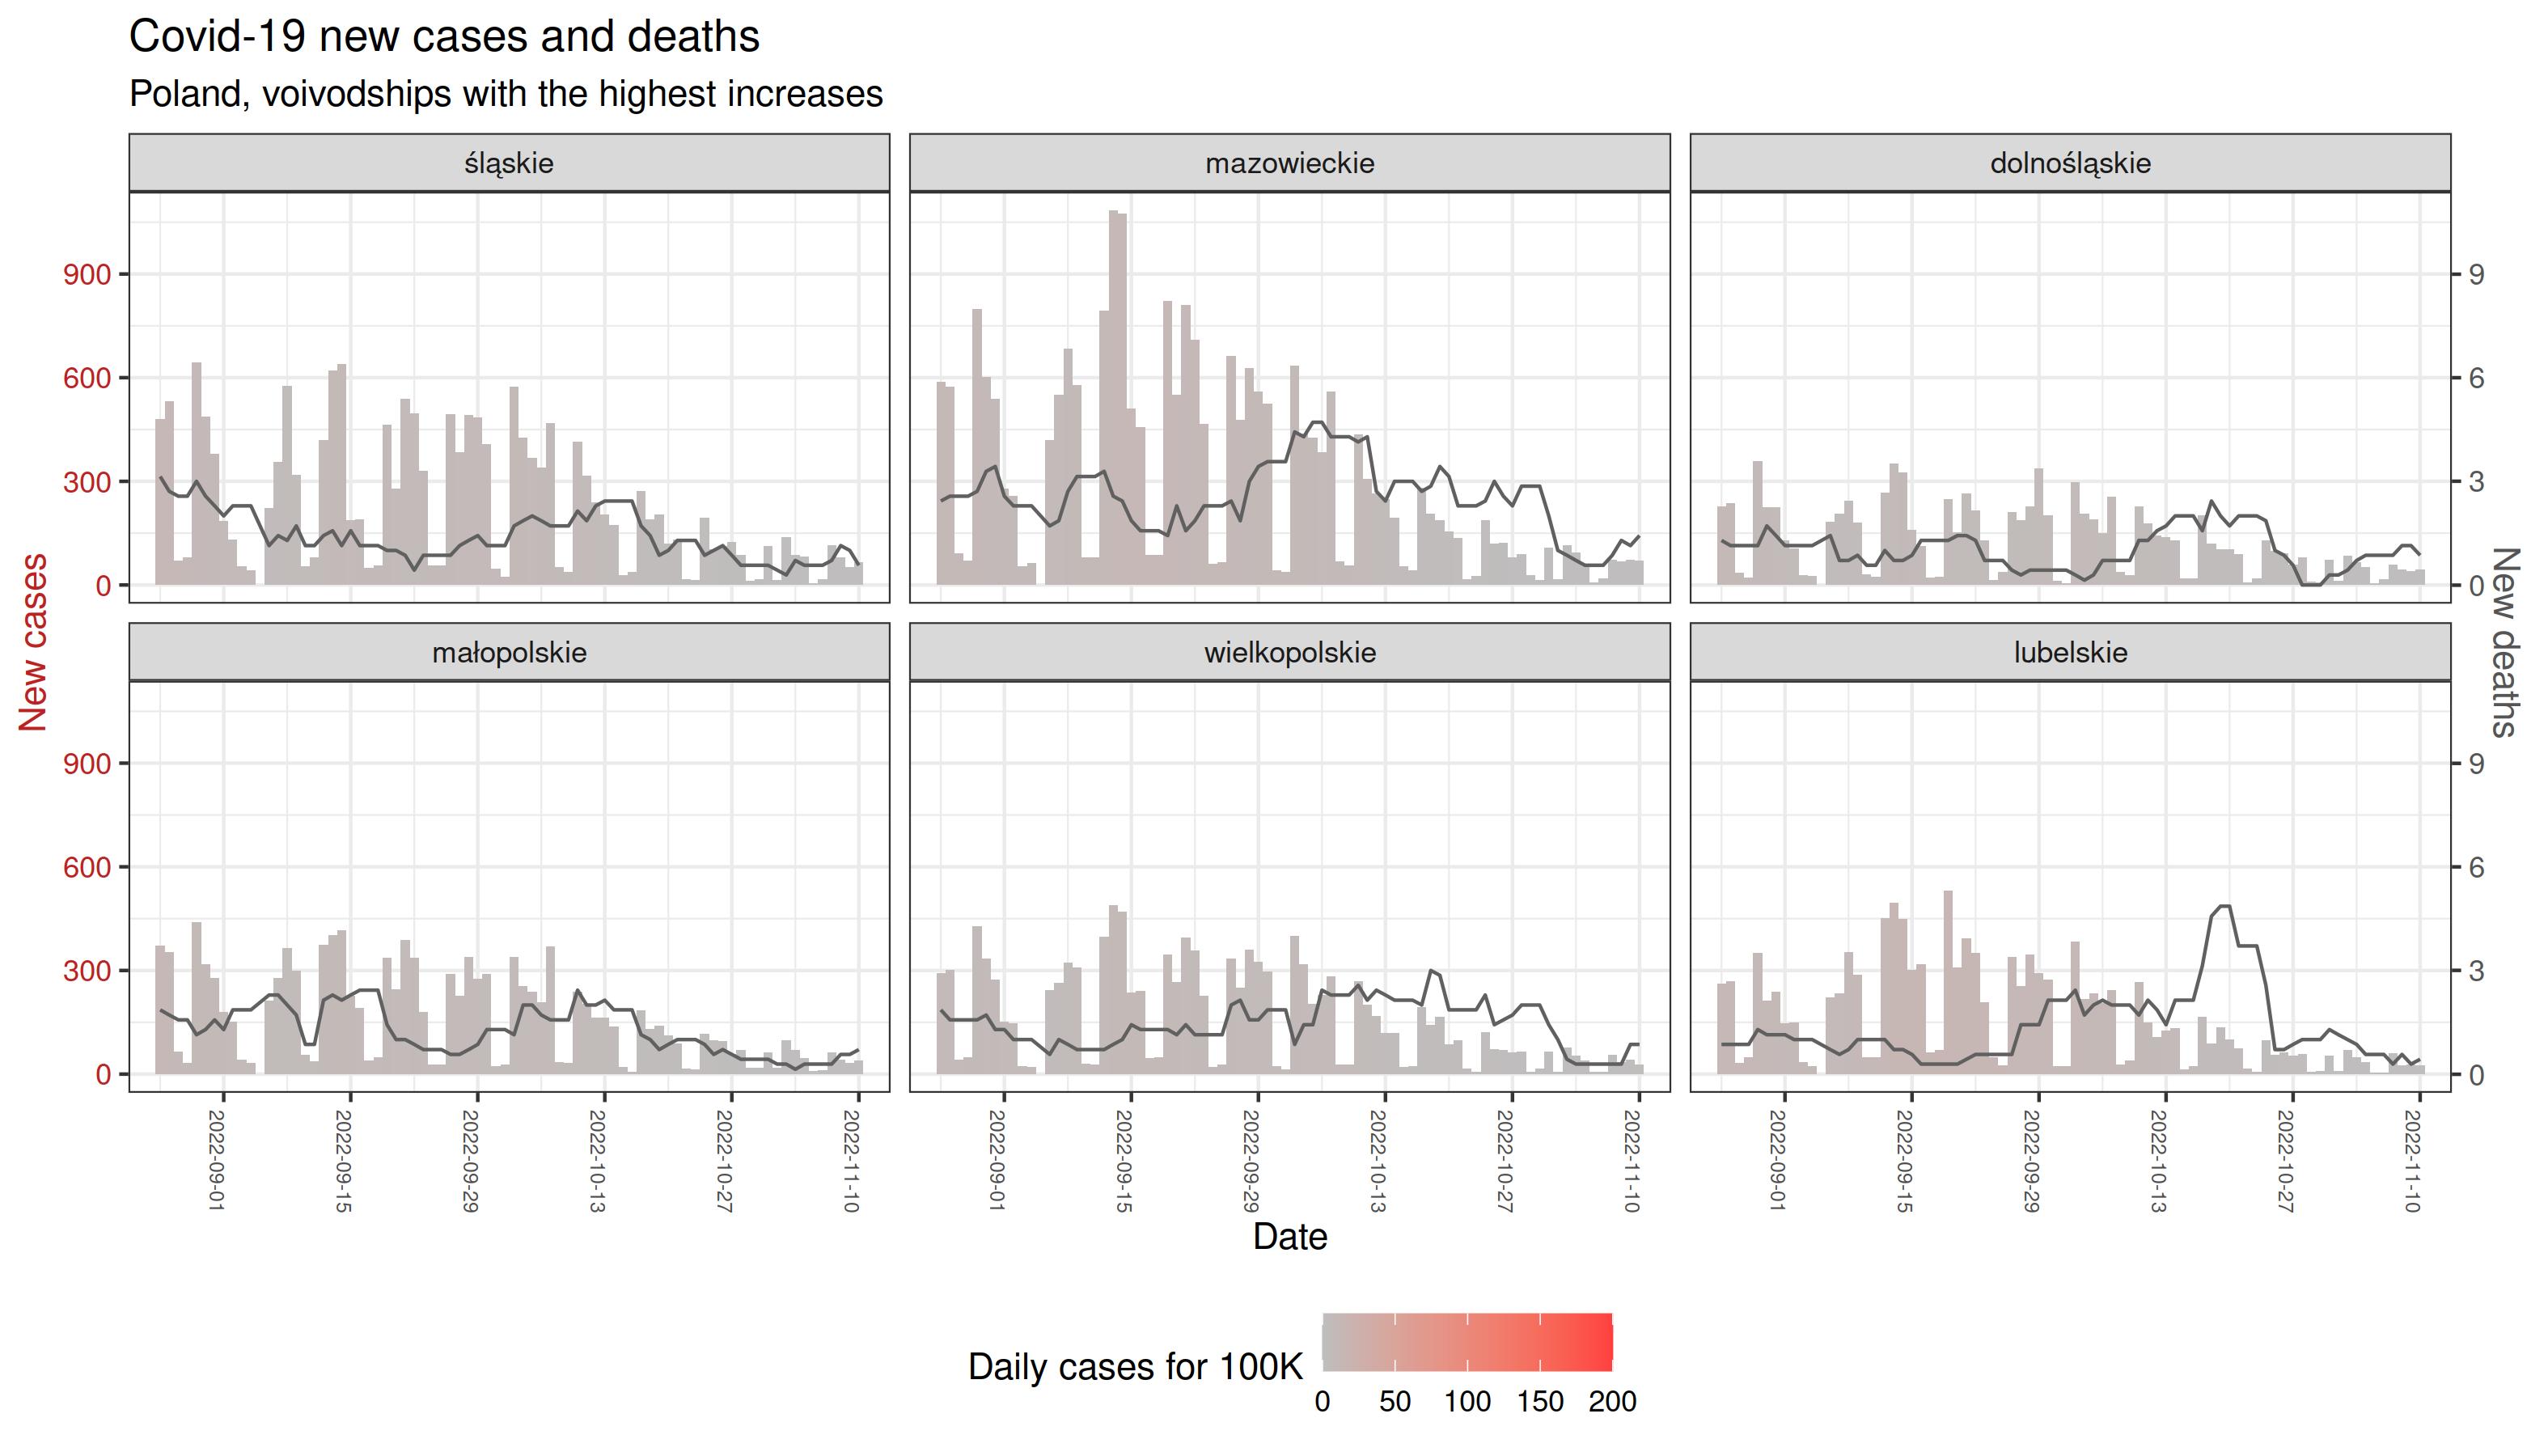 Covid-19 new cases and deaths
Poland, voivodships with the highest increases
śląskie
mazowieckie
dolnośląskie
900
600
300
0
9
6
3
0
małopolskie
wielkopolskie
lubelskie
900
600
300
0
9
6
3
0
New cases
New deaths
2022-09-01
2022-09-15
2022-09-29
2022-10-13
2022-10-27
2022-11-10
2022-09-01
2022-09-15
2022-09-29
2022-10-13
2022-10-27
2022-11-10
2022-09-01
2022-09-15
2022-09-29
2022-10-13
2022-10-27
2022-11-10
Date
Daily cases for 100K
0 50 100 150 200